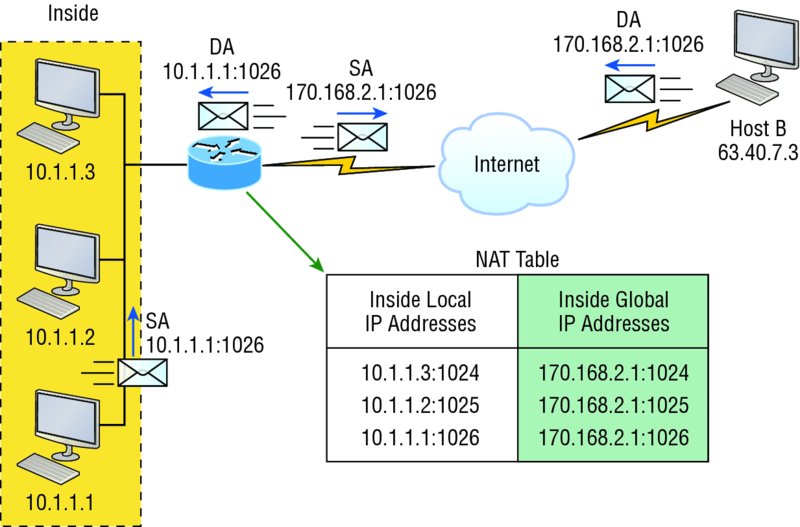 Inside
DA
10.1.1.1:1026
SA
170.168.2.1:1026
DA
170.168.2.1:1026
Host B
63.40.7.3
Internet
10.1.1.3
10.1.1.2
SA
10.1.1.1:1026
10.1.1.1
NAT Table
Inside Local Inside Global
IP Addresses IP Addresses
10.1.1.3:1024 170.168.2.1:1024
10.1.1.2:1025 170.168.2.1:1025
10.1.1.1:1026 170.168.2.1:1026